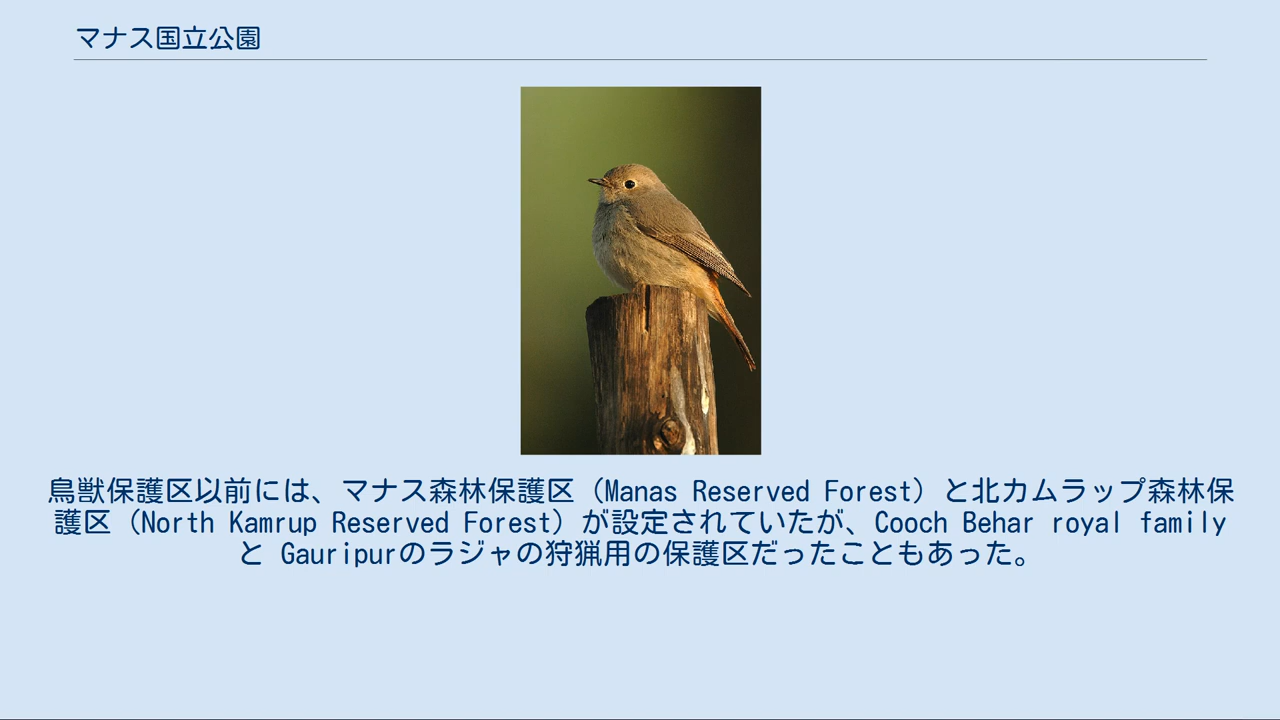 マナス国立公園
鳥獣保護区以前には、マナス森林保護区（Manas Reserved Forest）と北カムラップ森林保
護区（North Kamrup Reserved Forest）が設定されていたが、Cooch Behar royal family
と Gauripurのラジャの狩猟用の保護区だったこともあった。